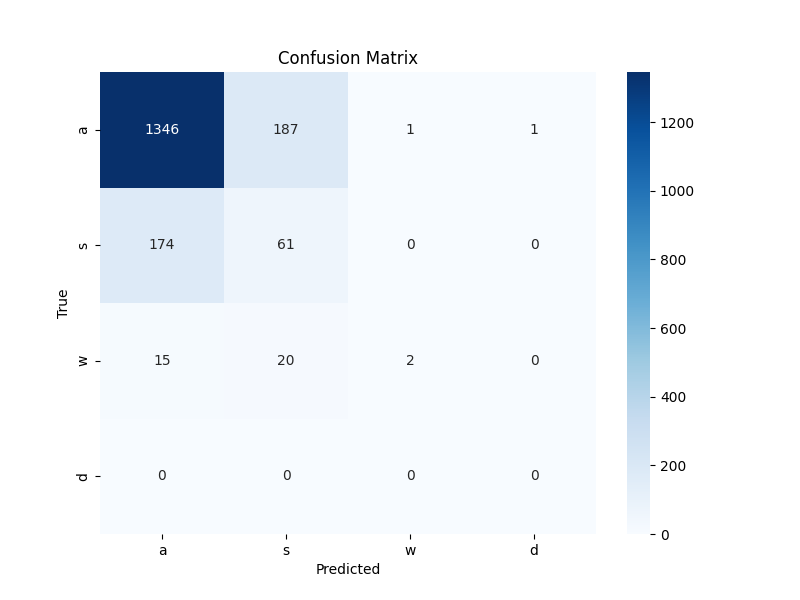 Confusion Matrix
a 1346 187 1 1
s 174 61 0 0
w 15 20 2 0
d 0 0 0 0
a s w d
Predicted
True
1200
1000
800
600
400
200
0